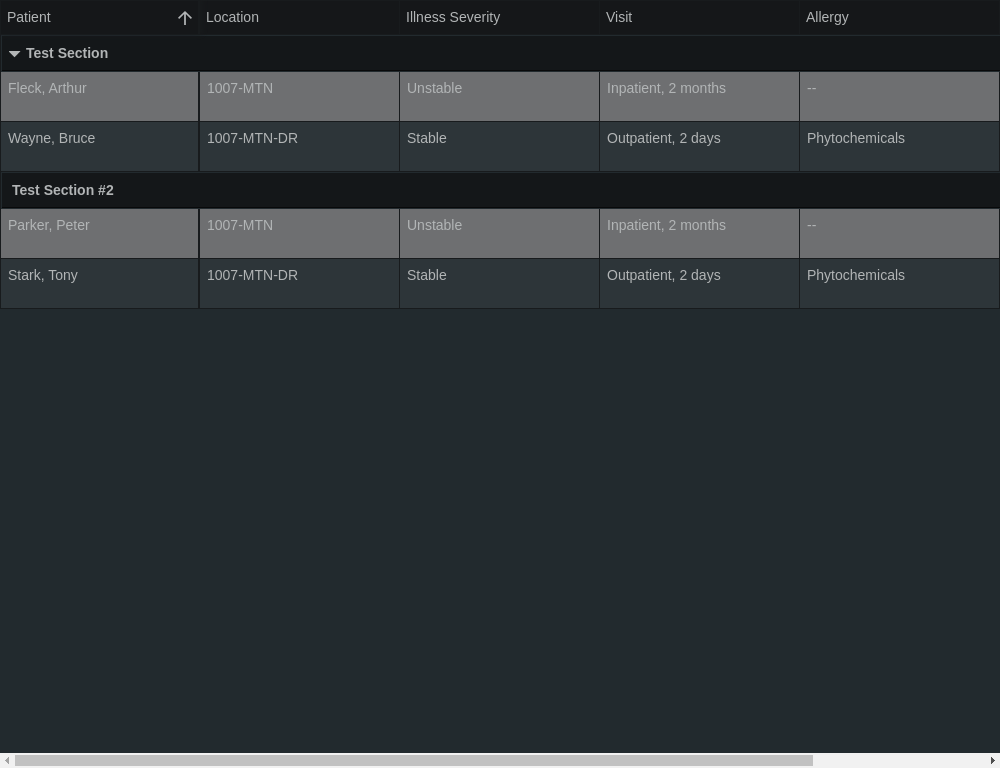 Patient Location Illness Severity Visit Allergy
Test Section
Fleck, Arthur 1007-MTN Unstable Inpatient, 2 months --
Wayne, Bruce 1007-MTN-DR Stable Outpatient, 2 days Phytochemicals
Test Section #2
Parker, Peter 1007-MTN Unstable Inpatient, 2 months --
Stark, Tony 1007-MTN-DR Stable Outpatient, 2 days Phytochemicals